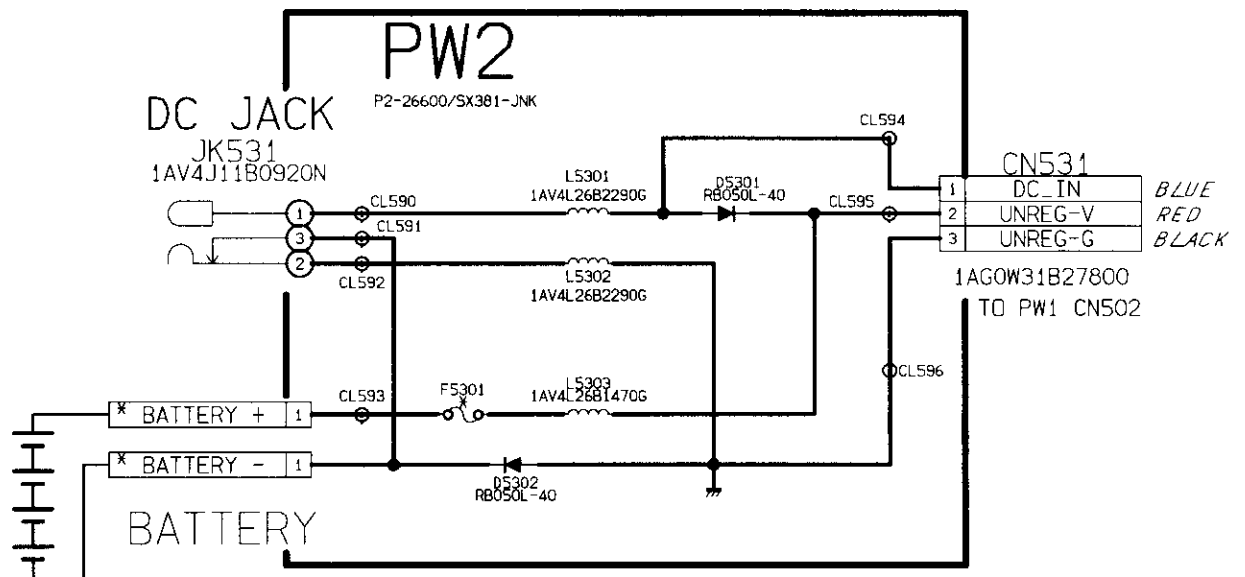 PW2
P2-26600/SX381-JNK
DC JACK
JK531
1AV4J11B0920N
CL594
CN531
L5301
1AV4L26B2290G
D5301
RB050L-40
CL590
CL595
1 DC_IN BLUE
1
2 UNREG-V RED
3
CL591
3 UNREG-G BLACK
2
CL592
L5302
1AV4L26B2290G
1AG0W31B27800
TO PW1 CN502
CL596
CL593
F5301
*
L5303
1AV4L26B1470G
* BATTERY + 1
* BATTERY - 1
D5302
RB050L-40
BATTERY